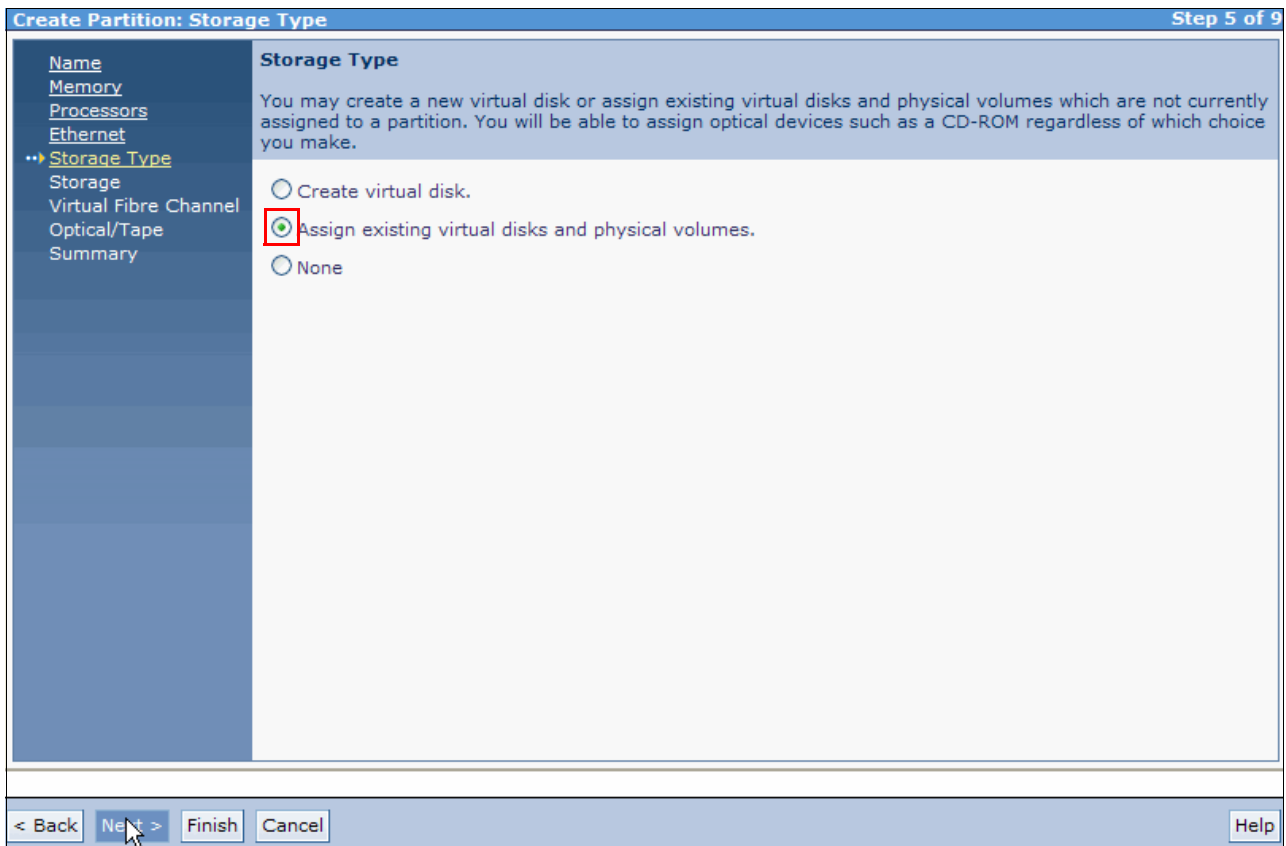 Create Partition: Storage Type
Step 5 of 9
Name
Memory
Processors
Ethernet
Storage Type
Storage
Virtual Fibre Channel
Optical/Tape
Summary
Storage Type
You may create a new virtual disk or assign existing virtual disks and physical volumes which are not currently
assigned to a partition. You will be able to assign optical devices such as a CD-ROM regardless of which choice
you make.
Create virtual disk.
Assign existing virtual disks and physical volumes.
None
< Back
Next >
Finish
Cancel
Help